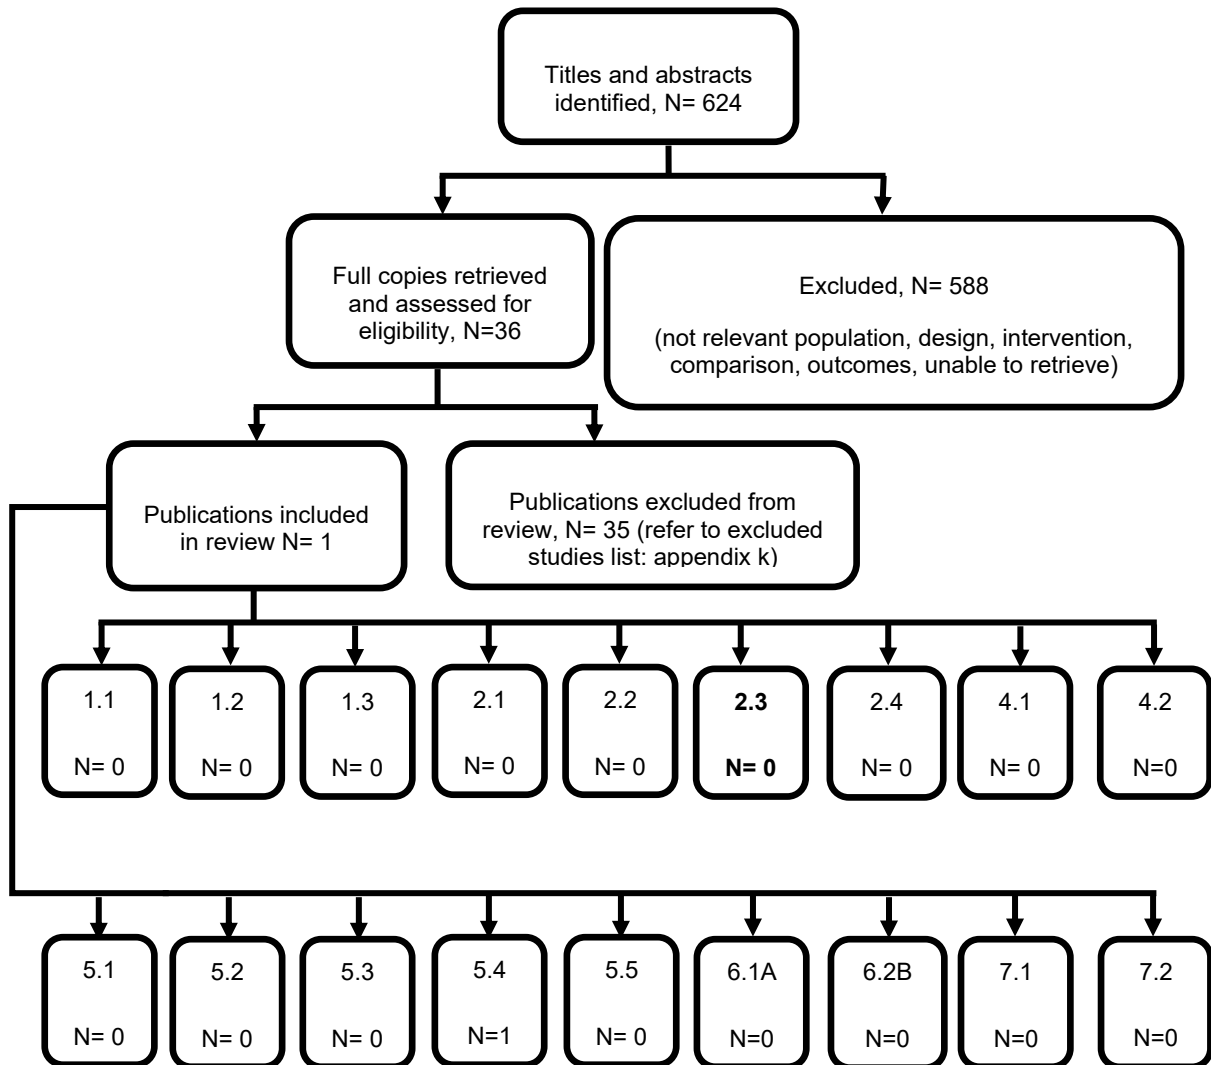 Titles and abstracts
identified, N= 624
Full copies retrieved
and assessed for
eligibility, N=36
Excluded, N= 588
(not relevant population, design, intervention,
comparison, outcomes, unable to retrieve)
Publications included
in review N= 1
Publications excluded from
review, N= 35 (refer to excluded
studies list: appendix k)
1.1
N= 0
1.2
N= 0
1.3
N= 0
2.1
N= 0
2.2
N= 0
2.3
N= 0
2.4
N= 0
4.1
N= 0
4.2
N=0
5.1
N= 0
5.2
N= 0
5.3
N= 0
5.4
N=1
5.5
N= 0
6.1A
N=0
6.2B
N=0
7.1
N=0
7.2
N=0